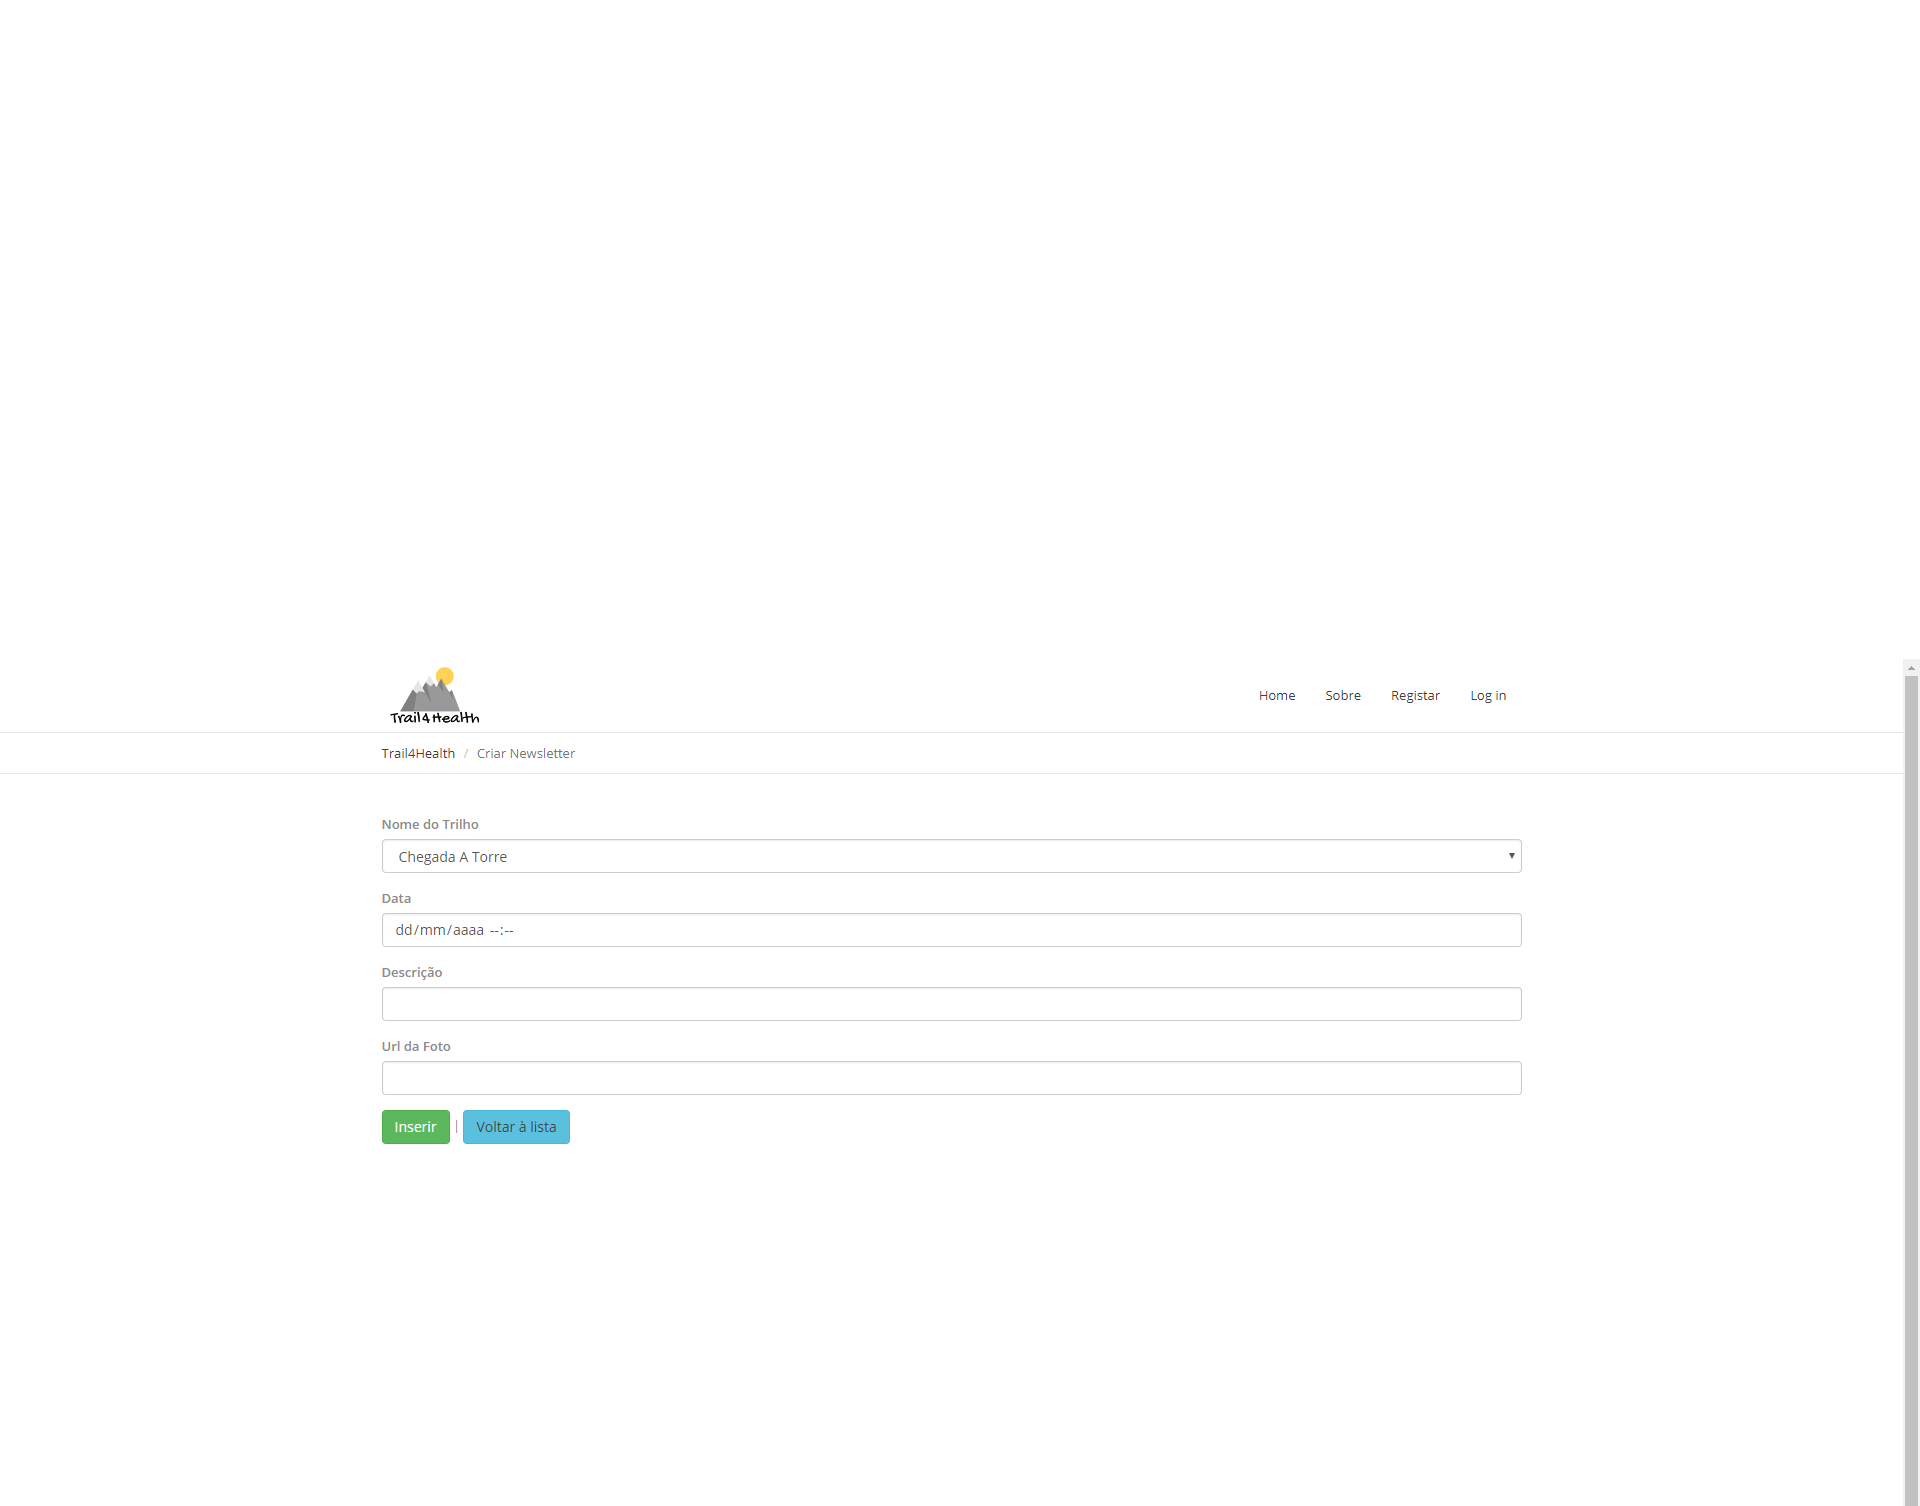 Trail4Health
Home Sobre Registar Log in
Trail4Health / Criar Newsletter
Nome do Trilho
Chegada A Torre
Data
dd/mm/aaaa --:--
Descrição
Url da Foto
Inserir | Voltar à lista